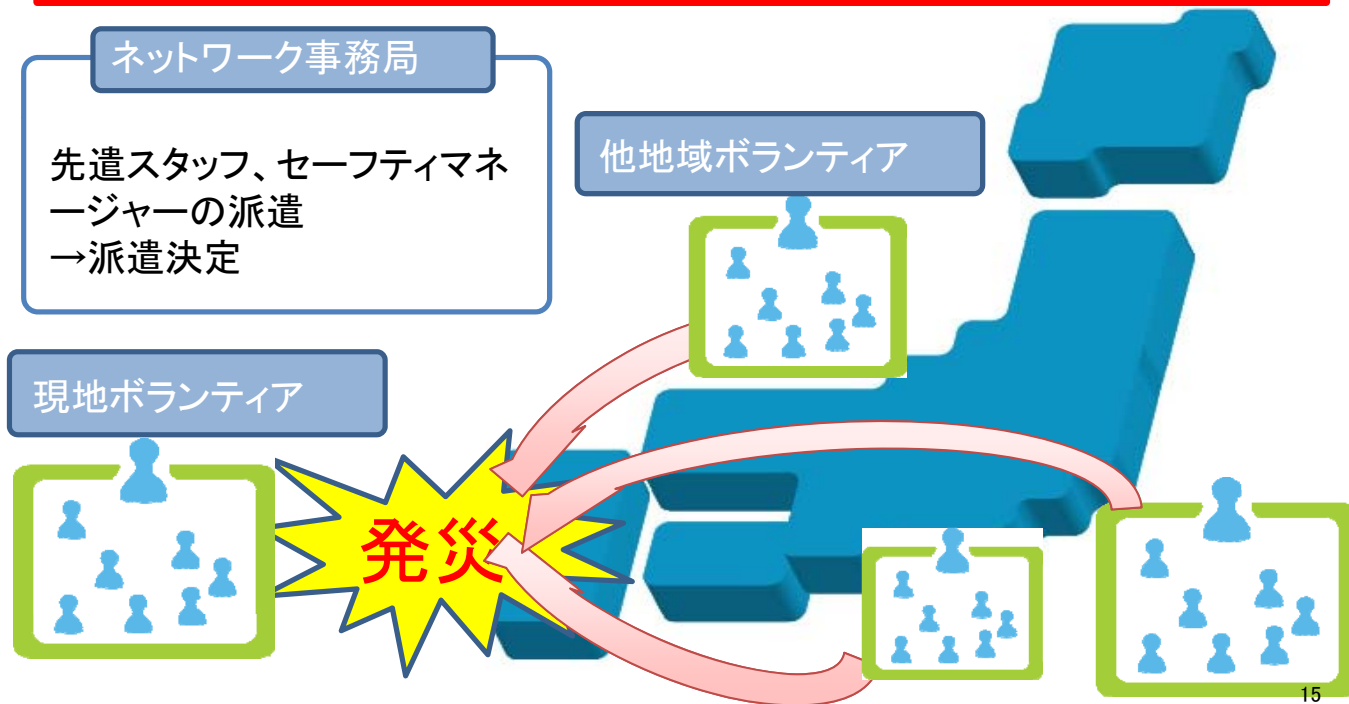 ネットワーク事務局
先遣スタッフ、セーフティマネ
ージャーの派遣
→派遣決定
他地域ボランティア
現地ボランティア
発災
15